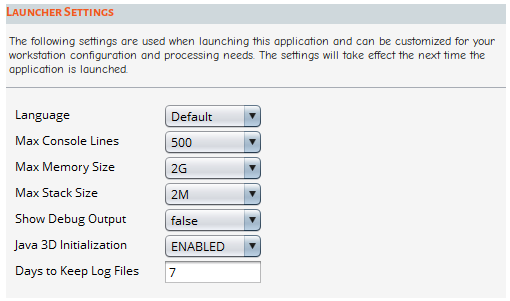 Launcher Settings
The following settings are used when launching this application and can be customized for your
workstation configuration and processing needs. The settings will take effect the next time the
application is launched.
Language Default
Max Console Lines 500
Max Memory Size 2G
Max Stack Size 2M
Show Debug Output false
Java 3D Initialization ENABLED
Days to Keep Log Files 7